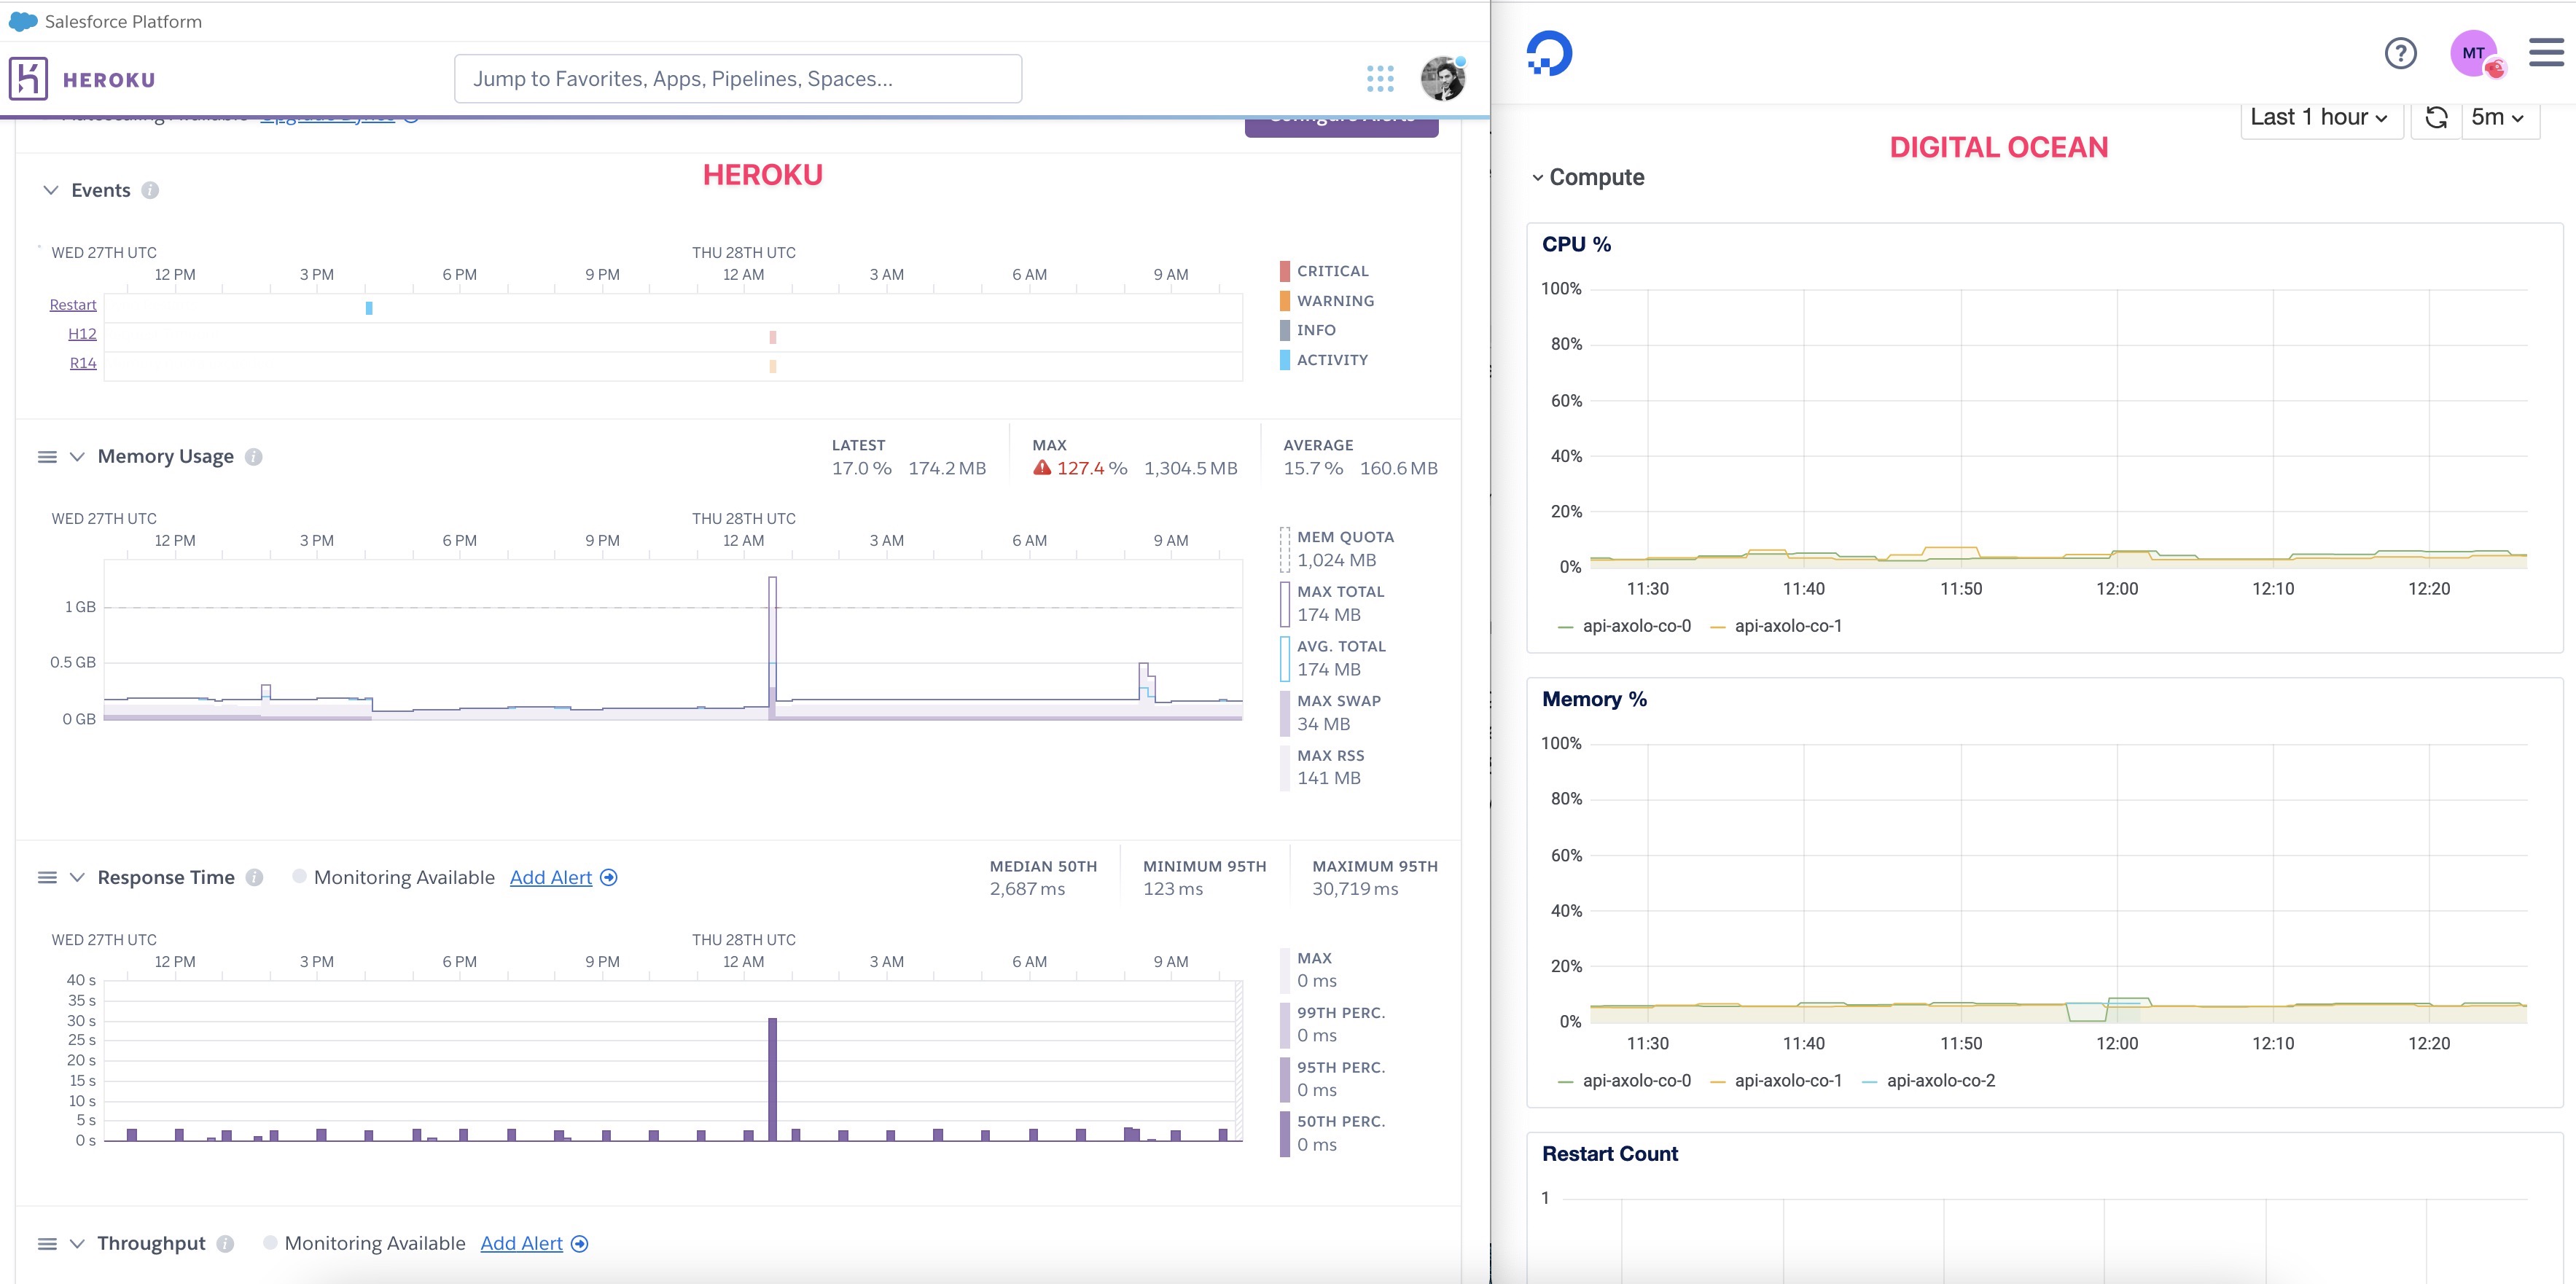 Salesforce Platform
HEROKU
Jump to Favorites, Apps, Pipelines, Spaces...
Autoscaling Available Upgrade Dynos
Configure Alerts
HEROKU
Events
WED 27TH UTC
THU 28TH UTC
12 PM 3 PM 6 PM 9 PM 12 AM 3 AM 6 AM 9 AM
Restart
H12
R14
CRITICAL
WARNING
INFO
ACTIVITY
Memory Usage
LATEST
17.0 % 174.2 MB
MAX
127.4 % 1,304.5 MB
AVERAGE
15.7 % 160.6 MB
WED 27TH UTC
THU 28TH UTC
12 PM 3 PM 6 PM 9 PM 12 AM 3 AM 6 AM 9 AM
1 GB
0.5 GB
0 GB
MEM QUOTA
1,024 MB
MAX TOTAL
174 MB
AVG. TOTAL
174 MB
MAX SWAP
34 MB
MAX RSS
141 MB
Response Time
Monitoring Available Add Alert
MEDIAN 50TH
2,687 ms
MINIMUM 95TH
123 ms
MAXIMUM 95TH
30,719 ms
WED 27TH UTC
THU 28TH UTC
12 PM 3 PM 6 PM 9 PM 12 AM 3 AM 6 AM 9 AM
40 s
35 s
30 s
25 s
20 s
15 s
10 s
5 s
0 s
MAX
0 ms
99TH PERC.
0 ms
95TH PERC.
0 ms
50TH PERC.
0 ms
Throughput
Monitoring Available Add Alert
?
MT
Last 1 hour
5m
DIGITAL OCEAN
Compute
CPU %
100%
80%
60%
40%
20%
0%
11:30 11:40 11:50 12:00 12:10 12:20
api-axolo-co-0 api-axolo-co-1
Memory %
100%
80%
60%
40%
20%
0%
11:30 11:40 11:50 12:00 12:10 12:20
api-axolo-co-0 api-axolo-co-1 api-axolo-co-2
Restart Count
1